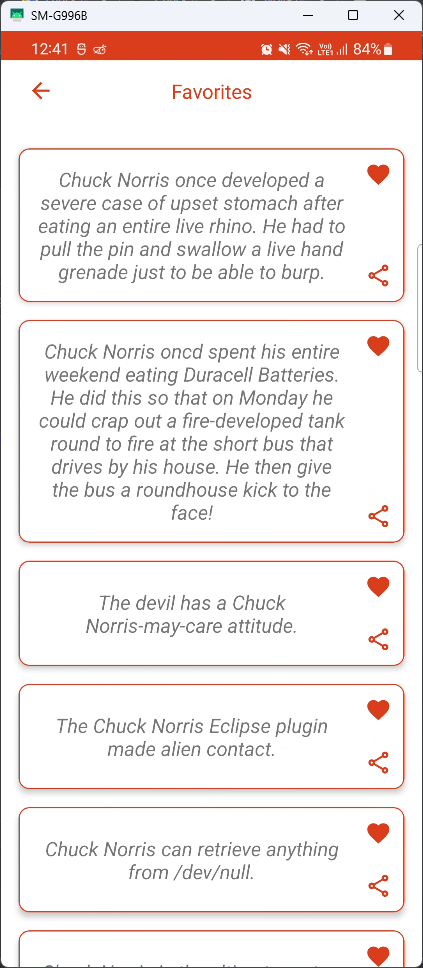 SM-G996B
12:41
Vo)) LTE1 84%
Favorites
Chuck Norris once developed a
severe case of upset stomach after
eating an entire live rhino. He had to
pull the pin and swallow a live hand
grenade just to be able to burp.
Chuck Norris oncd spent his entire
weekend eating Duracell Batteries.
He did this so that on Monday he
could crap out a fire-developed tank
round to fire at the short bus that
drives by his house. He then give
the bus a roundhouse kick to the
face!
The devil has a Chuck
Norris-may-care attitude.
The Chuck Norris Eclipse plugin
made alien contact.
Chuck Norris can retrieve anything
from /dev/null.